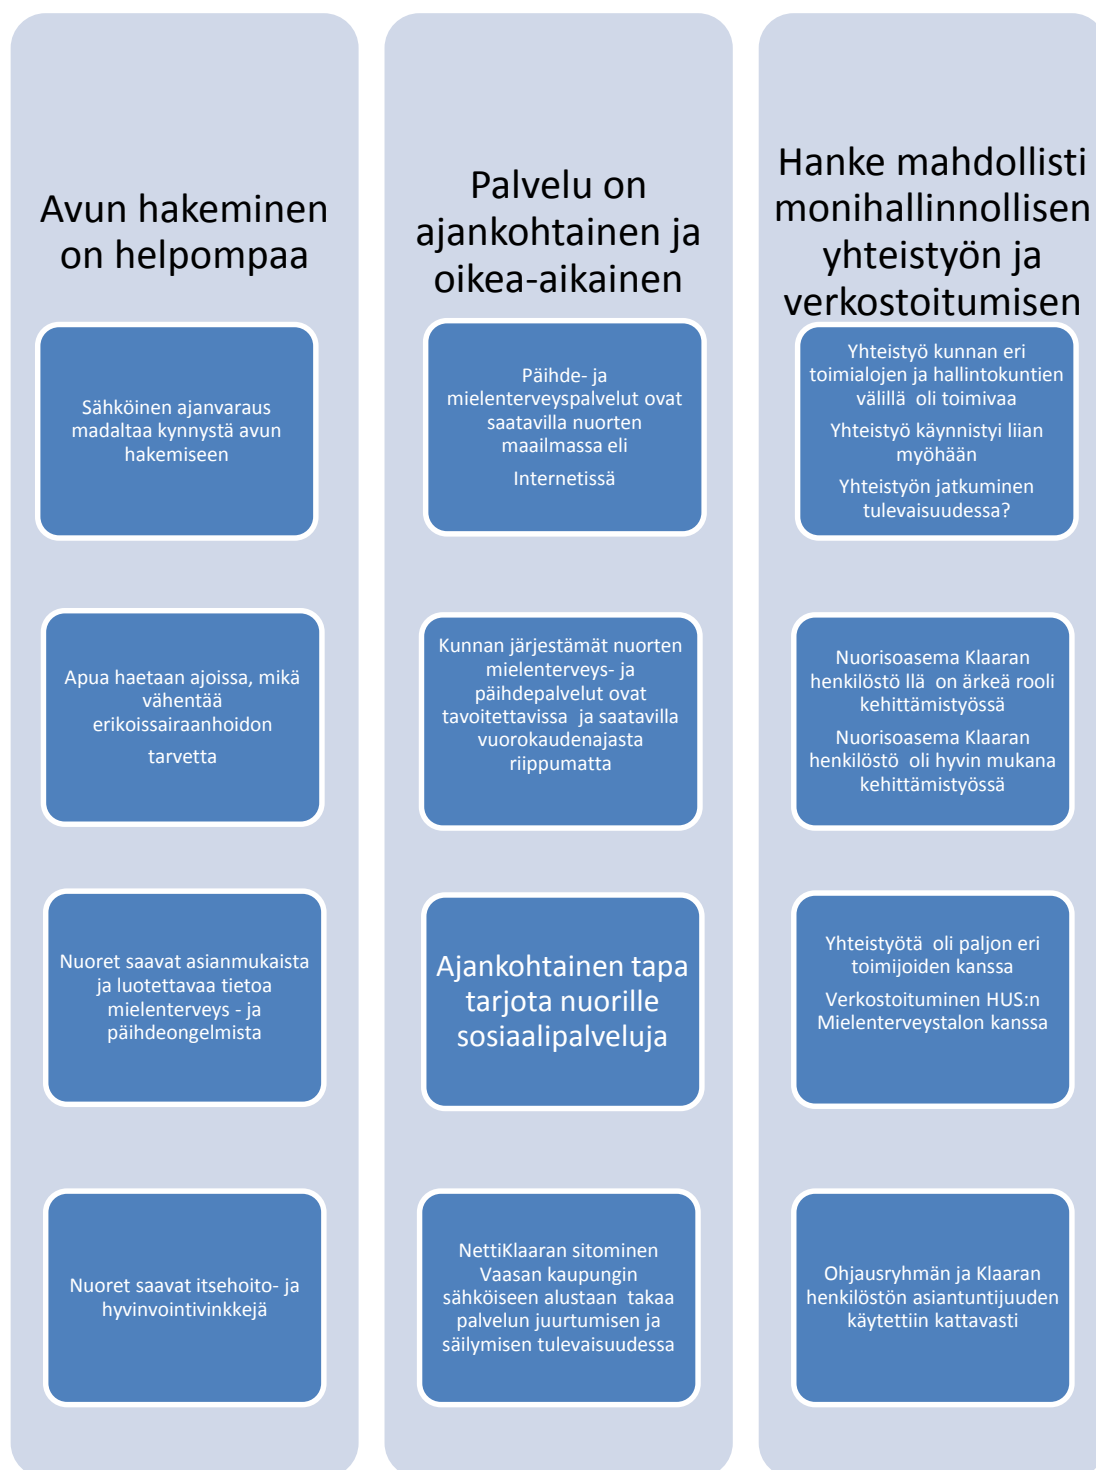 Avun hakeminen
on helpompaa
Sähköinen ajanvaraus
madaltaa kynnystä avun
hakemiseen
Apua haetaan ajoissa, mikä
vähentää
erikoissairaanhoidon
tarvetta
Nuoret saavat asianmukaista
ja luotettavaa tietoa
mielenterveys - ja
päihdeongelmista
Nuoret saavat itsehoito- ja
hyvinvointivinkkejä
Palvelu on
ajankohtainen ja
oikea-aikainen
Päihde- ja
mielenterveyspalvelut ovat
saatavilla nuorten
maailmassa eli
Internetissä
Kunnan järjestämät nuorten
mielenterveys- ja
päihdepalvelut ovat
tavoitettavissa ja saatavilla
vuorokaudenajasta
riippumatta
Ajankohtainen tapa
tarjota nuorille
sosiaalipalveluja
NettiKlaaran sitominen
Vaasan kaupungin
sähköiseen alustaan takaa
palvelun juurtumisen ja
säilymisen tulevaisuudessa
Hanke mahdollisti
monihallinnollisen
yhteistyön ja
verkostoitumisen
Yhteistyö kunnan eri
toimialojen ja hallintokuntien
välillä oli toimivaa
Yhteistyö käynnistyi liian
myöhään
Yhteistyön jatkuminen
tulevaisuudessa?
Nuorisoasema Klaaran
henkilöstö llä on ärkeä rooli
kehittämistyössä
Nuorisoasema Klaaran
henkilöstö oli hyvin mukana
kehittämistyössä
Yhteistyötä oli paljon eri
toimijoiden kanssa
Verkostoituminen HUS:n
Mielenterveystalon kanssa
Ohjausryhmän ja Klaaran
henkilöstön asiantuntijuuden
käytettiin kattavasti